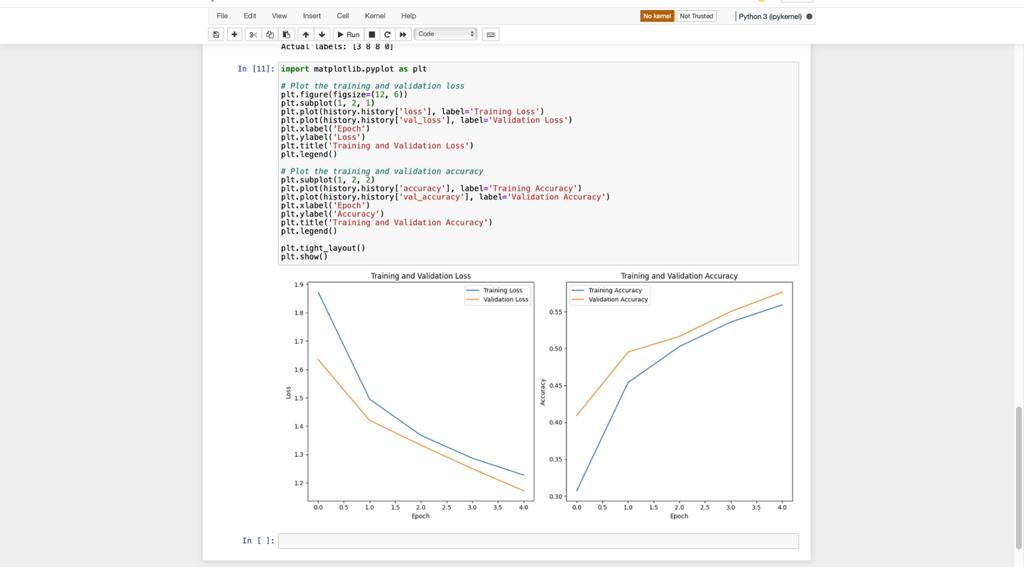 File Edit View Insert Cell Kernel Help
No kernel Not Trusted Python 3 (ipykernel)
Run Code
Actual labels: [3 8 8 0]
In [11]: import matplotlib.pyplot as plt
# Plot the training and validation loss
plt.figure(figsize=(12, 6))
plt.subplot(1, 2, 1)
plt.plot(history.history['loss'], label='Training Loss')
plt.plot(history.history['val_loss'], label='Validation Loss')
plt.xlabel('Epoch')
plt.ylabel('Loss')
plt.title('Training and Validation Loss')
plt.legend()
# Plot the training and validation accuracy
plt.subplot(1, 2, 2)
plt.plot(history.history['accuracy'], label='Training Accuracy')
plt.plot(history.history['val_accuracy'], label='Validation Accuracy')
plt.xlabel('Epoch')
plt.ylabel('Accuracy')
plt.title('Training and Validation Accuracy')
plt.legend()
plt.tight_layout()
plt.show()
Training and Validation Loss
Training Loss
Validation Loss
1.9
1.8
1.7
1.6
1.5
1.4
1.3
1.2
Loss
0.0 0.5 1.0 1.5 2.0 2.5 3.0 3.5 4.0
Epoch
Training and Validation Accuracy
Training Accuracy
Validation Accuracy
0.55
0.50
0.45
0.40
0.35
0.30
Accuracy
0.0 0.5 1.0 1.5 2.0 2.5 3.0 3.5 4.0
Epoch
In [ ]: